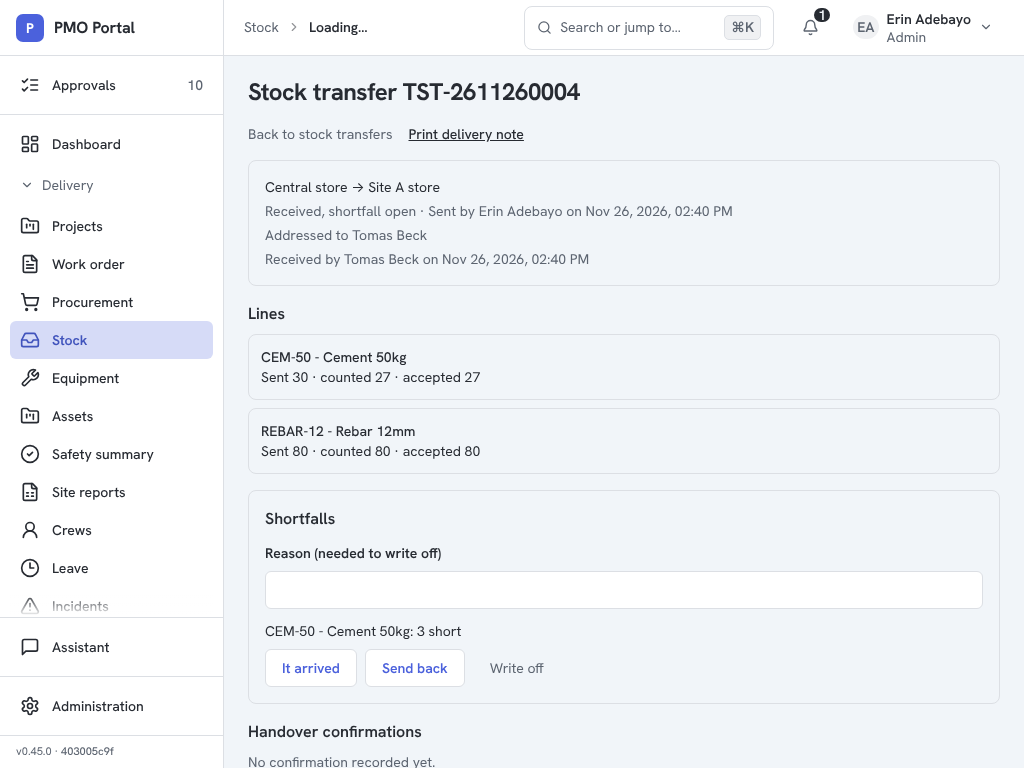 P PMO Portal
Stock > Loading...
Search or jump to... ⌘K
1
EA Erin Adebayo
Admin
Approvals 10
Dashboard
Delivery
Projects
Work order
Procurement
Stock
Equipment
Assets
Safety summary
Site reports
Crews
Leave
Incidents
Assistant
Administration
v0.45.0 · 403005c9f
Stock transfer TST-2611260004
Back to stock transfers Print delivery note
Central store → Site A store
Received, shortfall open · Sent by Erin Adebayo on Nov 26, 2026, 02:40 PM
Addressed to Tomas Beck
Received by Tomas Beck on Nov 26, 2026, 02:40 PM
Lines
CEM-50 - Cement 50kg
Sent 30 · counted 27 · accepted 27
REBAR-12 - Rebar 12mm
Sent 80 · counted 80 · accepted 80
Shortfalls
Reason (needed to write off)
CEM-50 - Cement 50kg: 3 short
It arrived Send back Write off
Handover confirmations
No confirmation recorded yet.